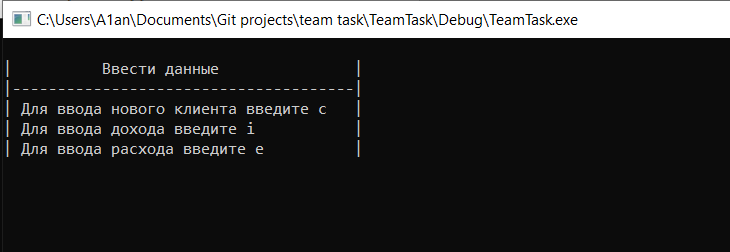 C:\Users\A1an\Documents\Git projects\team task\TeamTask\Debug\TeamTask.exe
|          Ввести данные               |
|--------------------------------------|
| Для ввода нового клиента введите c   |
| Для ввода дохода введите i           |
| Для ввода расхода введите e          |